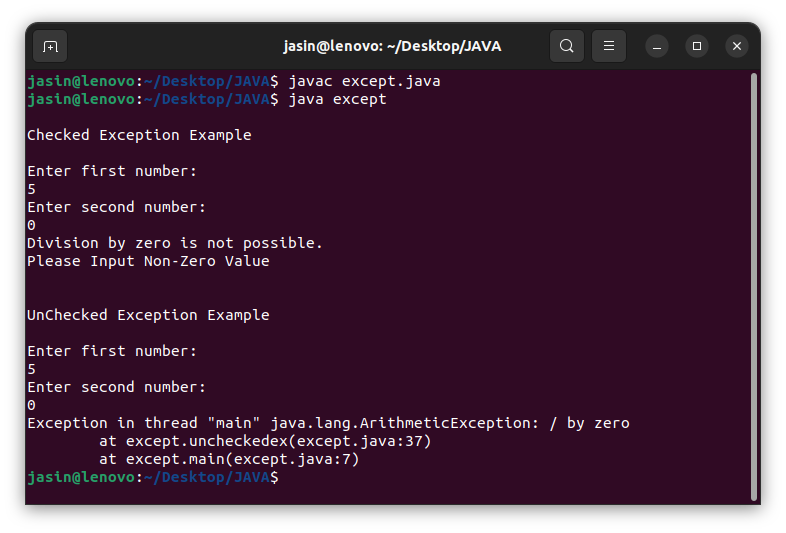 jasin@lenovo: ~/Desktop/JAVA
jasin@lenovo:~/Desktop/JAVA$ javac except.java
jasin@lenovo:~/Desktop/JAVA$ java except
Checked Exception Example
Enter first number:
5
Enter second number:
0
Division by zero is not possible.
Please Input Non-Zero Value
UnChecked Exception Example
Enter first number:
5
Enter second number:
0
Exception in thread "main" java.lang.ArithmeticException: / by zero
        at except.uncheckedex(except.java:37)
        at except.main(except.java:7)
jasin@lenovo:~/Desktop/JAVA$